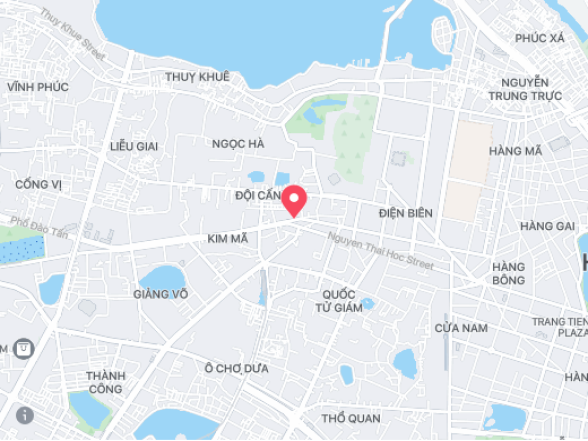 Thuy Khue Street
PHÚC XÁ
VĨNH PHÚC
THUỴ KHUÊ
NGUYỄN
TRUNG TRỰC
LIỄU GIAI
NGỌC HÀ
HÀNG MÃ
CỐNG VỊ
ĐỘI CẤN
ĐIỆN BIÊN
Phố Đào Tấn
HÀNG GAI
KIM MÃ
Nguyen Thai Hoc Street
H
HÀNG
BÔNG
GIẢNG VÕ
QUỐC
TỬ GIÁM
CỬA NAM
TRANG TIEN
PLAZA
M
Ô CHỢ DỪA
THÀNH
CÔNG
HÀN
THỔ QUAN